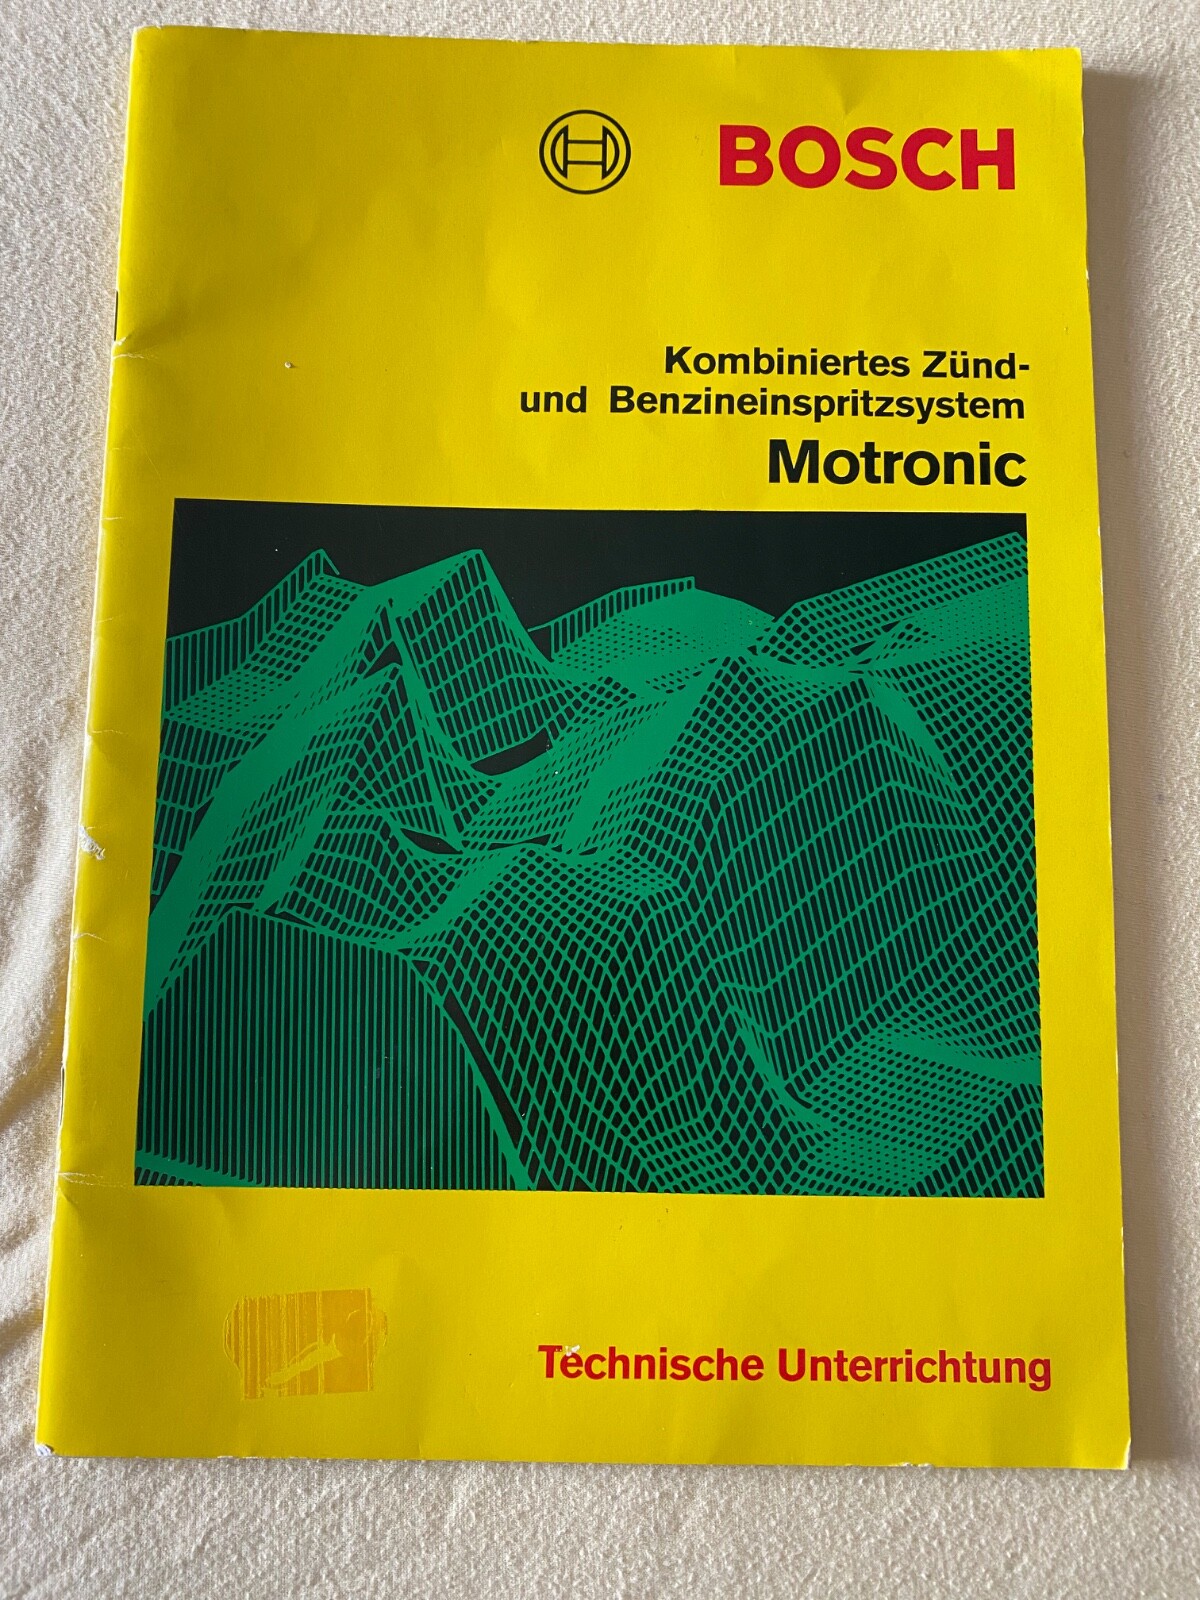 BOSCH
Kombiniertes Zünd-
und Benzineinspritzsystem
Motronic
Technische Unterrichtung